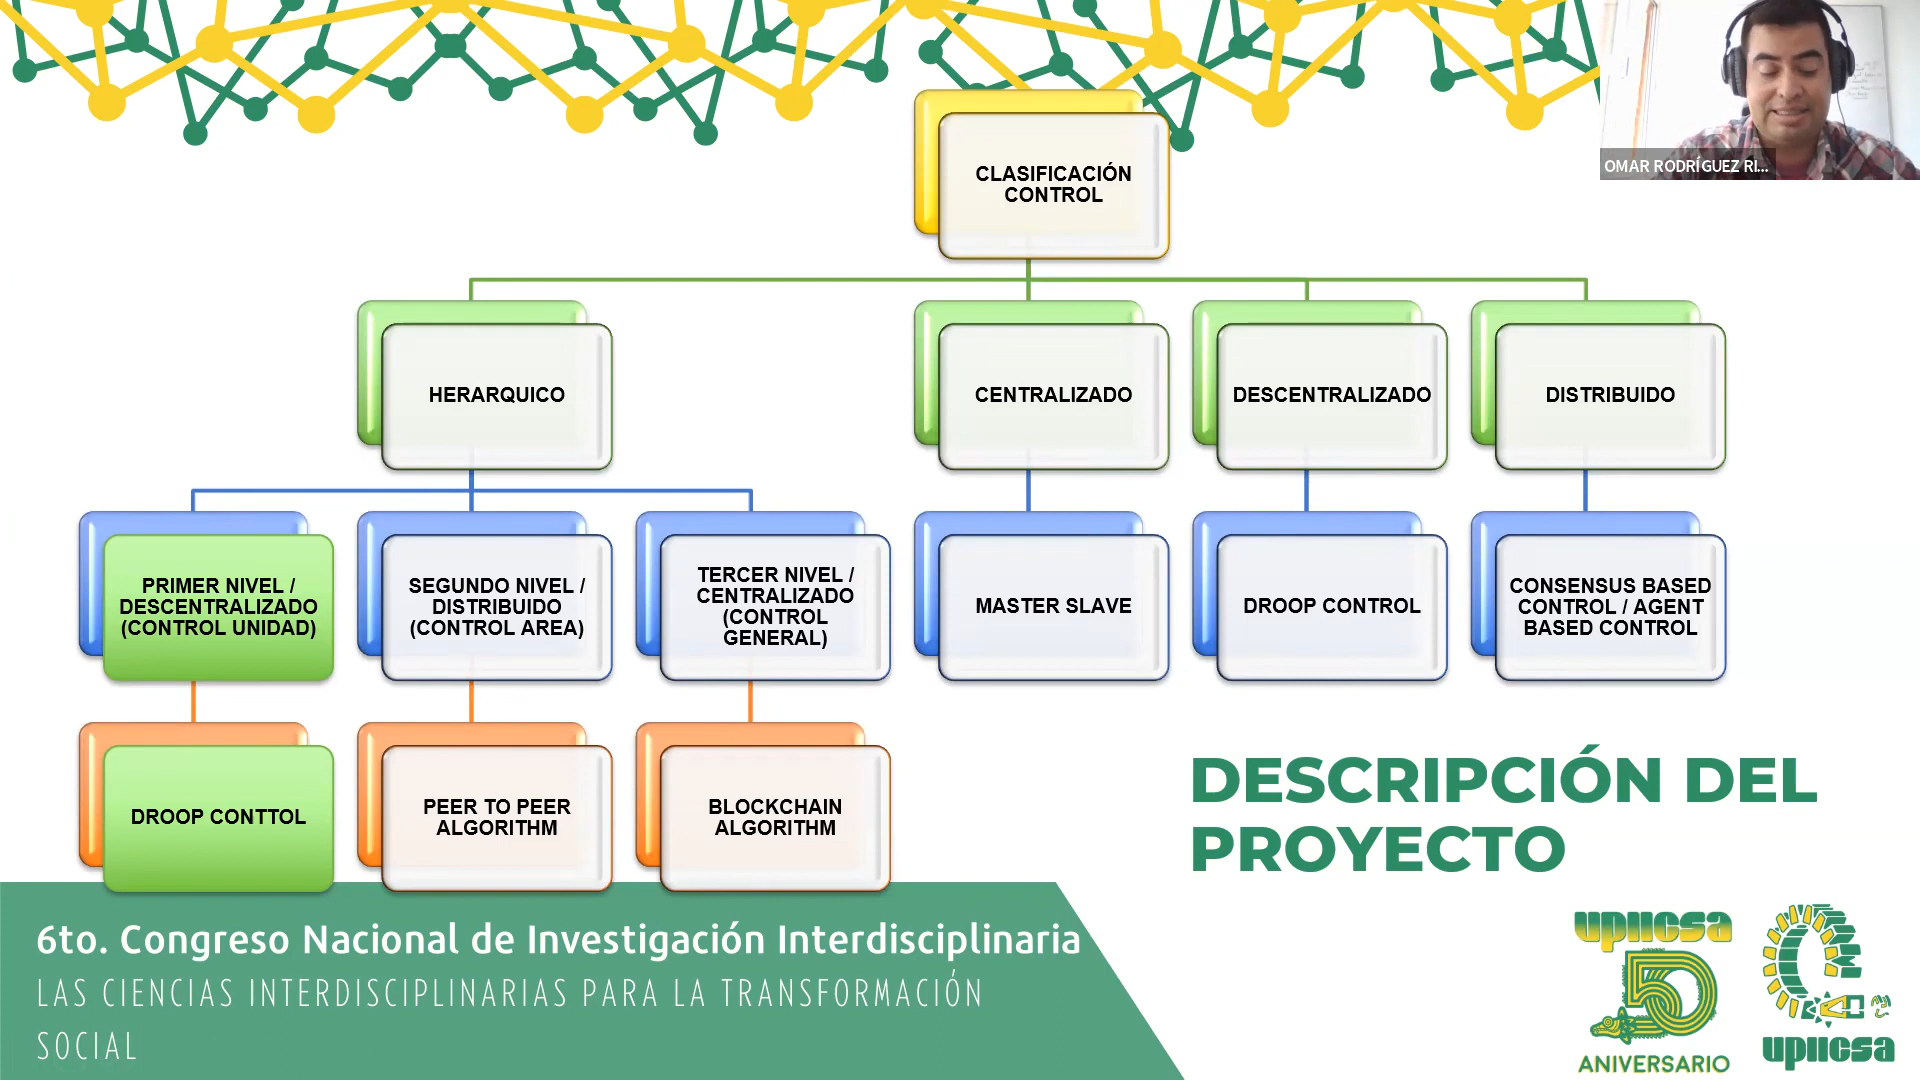 OMAR RODRÍGUEZ RI...
CLASIFICACIÓN
CONTROL
HERARQUICO
CENTRALIZADO
DESCENTRALIZADO
DISTRIBUIDO
PRIMER NIVEL /
DESCENTRALIZADO
(CONTROL UNIDAD)
SEGUNDO NIVEL /
DISTRIBUIDO
(CONTROL AREA)
TERCER NIVEL /
CENTRALIZADO
(CONTROL
GENERAL)
MASTER SLAVE
DROOP CONTROL
CONSENSUS BASED
CONTROL / AGENT
BASED CONTROL
DROOP CONTTOL
PEER TO PEER
ALGORITHM
BLOCKCHAIN
ALGORITHM
DESCRIPCIÓN DEL
PROYECTO
6to. Congreso Nacional de Investigación Interdisciplinaria
LAS CIENCIAS INTERDISCIPLINARIAS PARA LA TRANSFORMACIÓN
SOCIAL
upiicsa
50
ANIVERSARIO
upiicsa